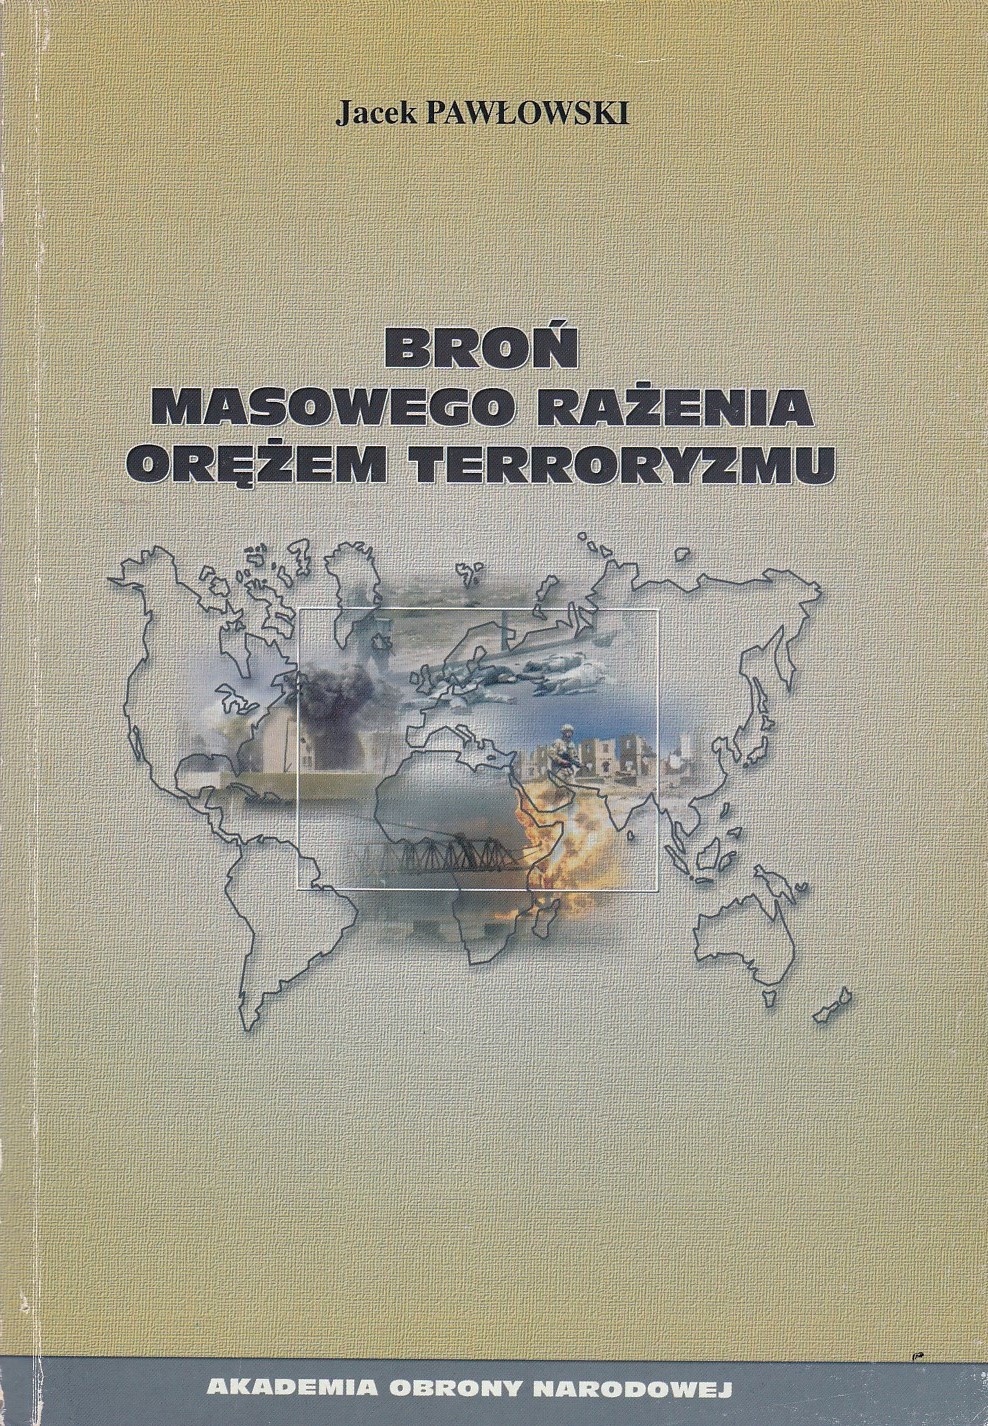 Jacek PAWŁOWSKI
BROŃ
MASOWEGO RAŻENIA
ORĘŻEM TERRORYZMU
AKADEMIA OBRONY NARODOWEJ